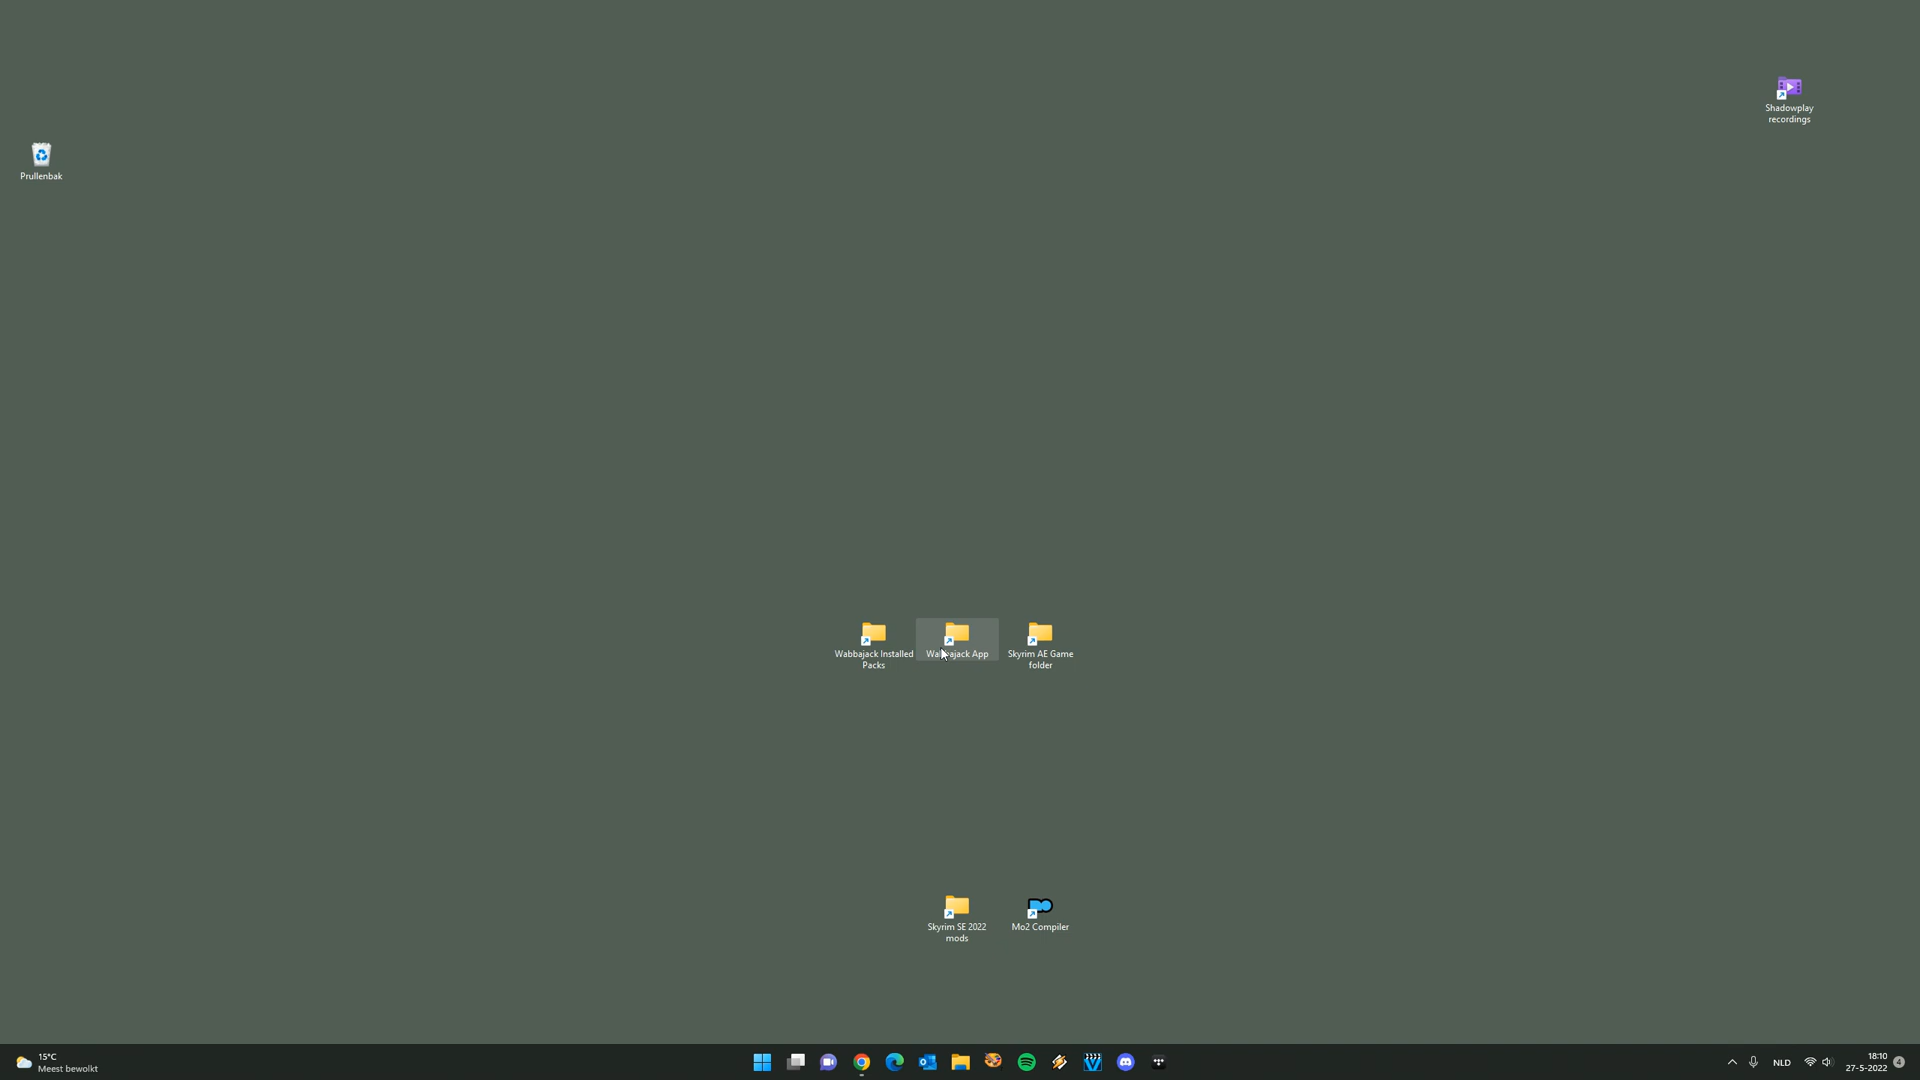 Shadowplay
recordings
Prullenbak
Wabbajack Installed
Packs
Wabbajack App
Skyrim AE Game
folder
Skyrim SE 2022
mods
Mo2 Compiler
15°C
Meest bewolkt
NLD
18:10
27-5-2022
4